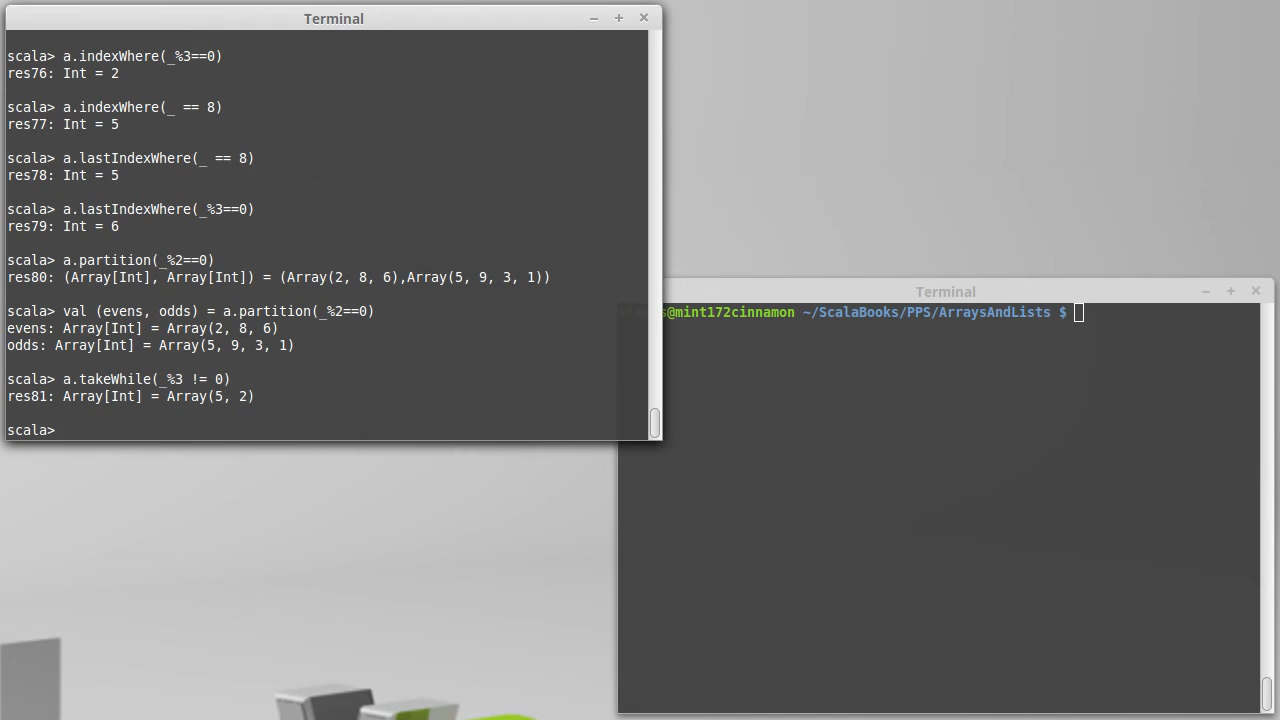 Terminal
scala> a.indexWhere(_%3==0)
res76: Int = 2
scala> a.indexWhere(_ == 8)
res77: Int = 5
scala> a.lastIndexWhere(_ == 8)
res78: Int = 5
scala> a.lastIndexWhere(_%3==0)
res79: Int = 6
scala> a.partition(_%2==0)
res80: (Array[Int], Array[Int]) = (Array(2, 8, 6),Array(5, 9, 3, 1))
scala> val (evens, odds) = a.partition(_%2==0)
evens: Array[Int] = Array(2, 8, 6)
odds: Array[Int] = Array(5, 9, 3, 1)
scala> a.takeWhile(_%3 != 0)
res81: Array[Int] = Array(5, 2)
scala>
Terminal
s@mint172cinnamon ~/ScalaBooks/PPS/ArraysAndLists $